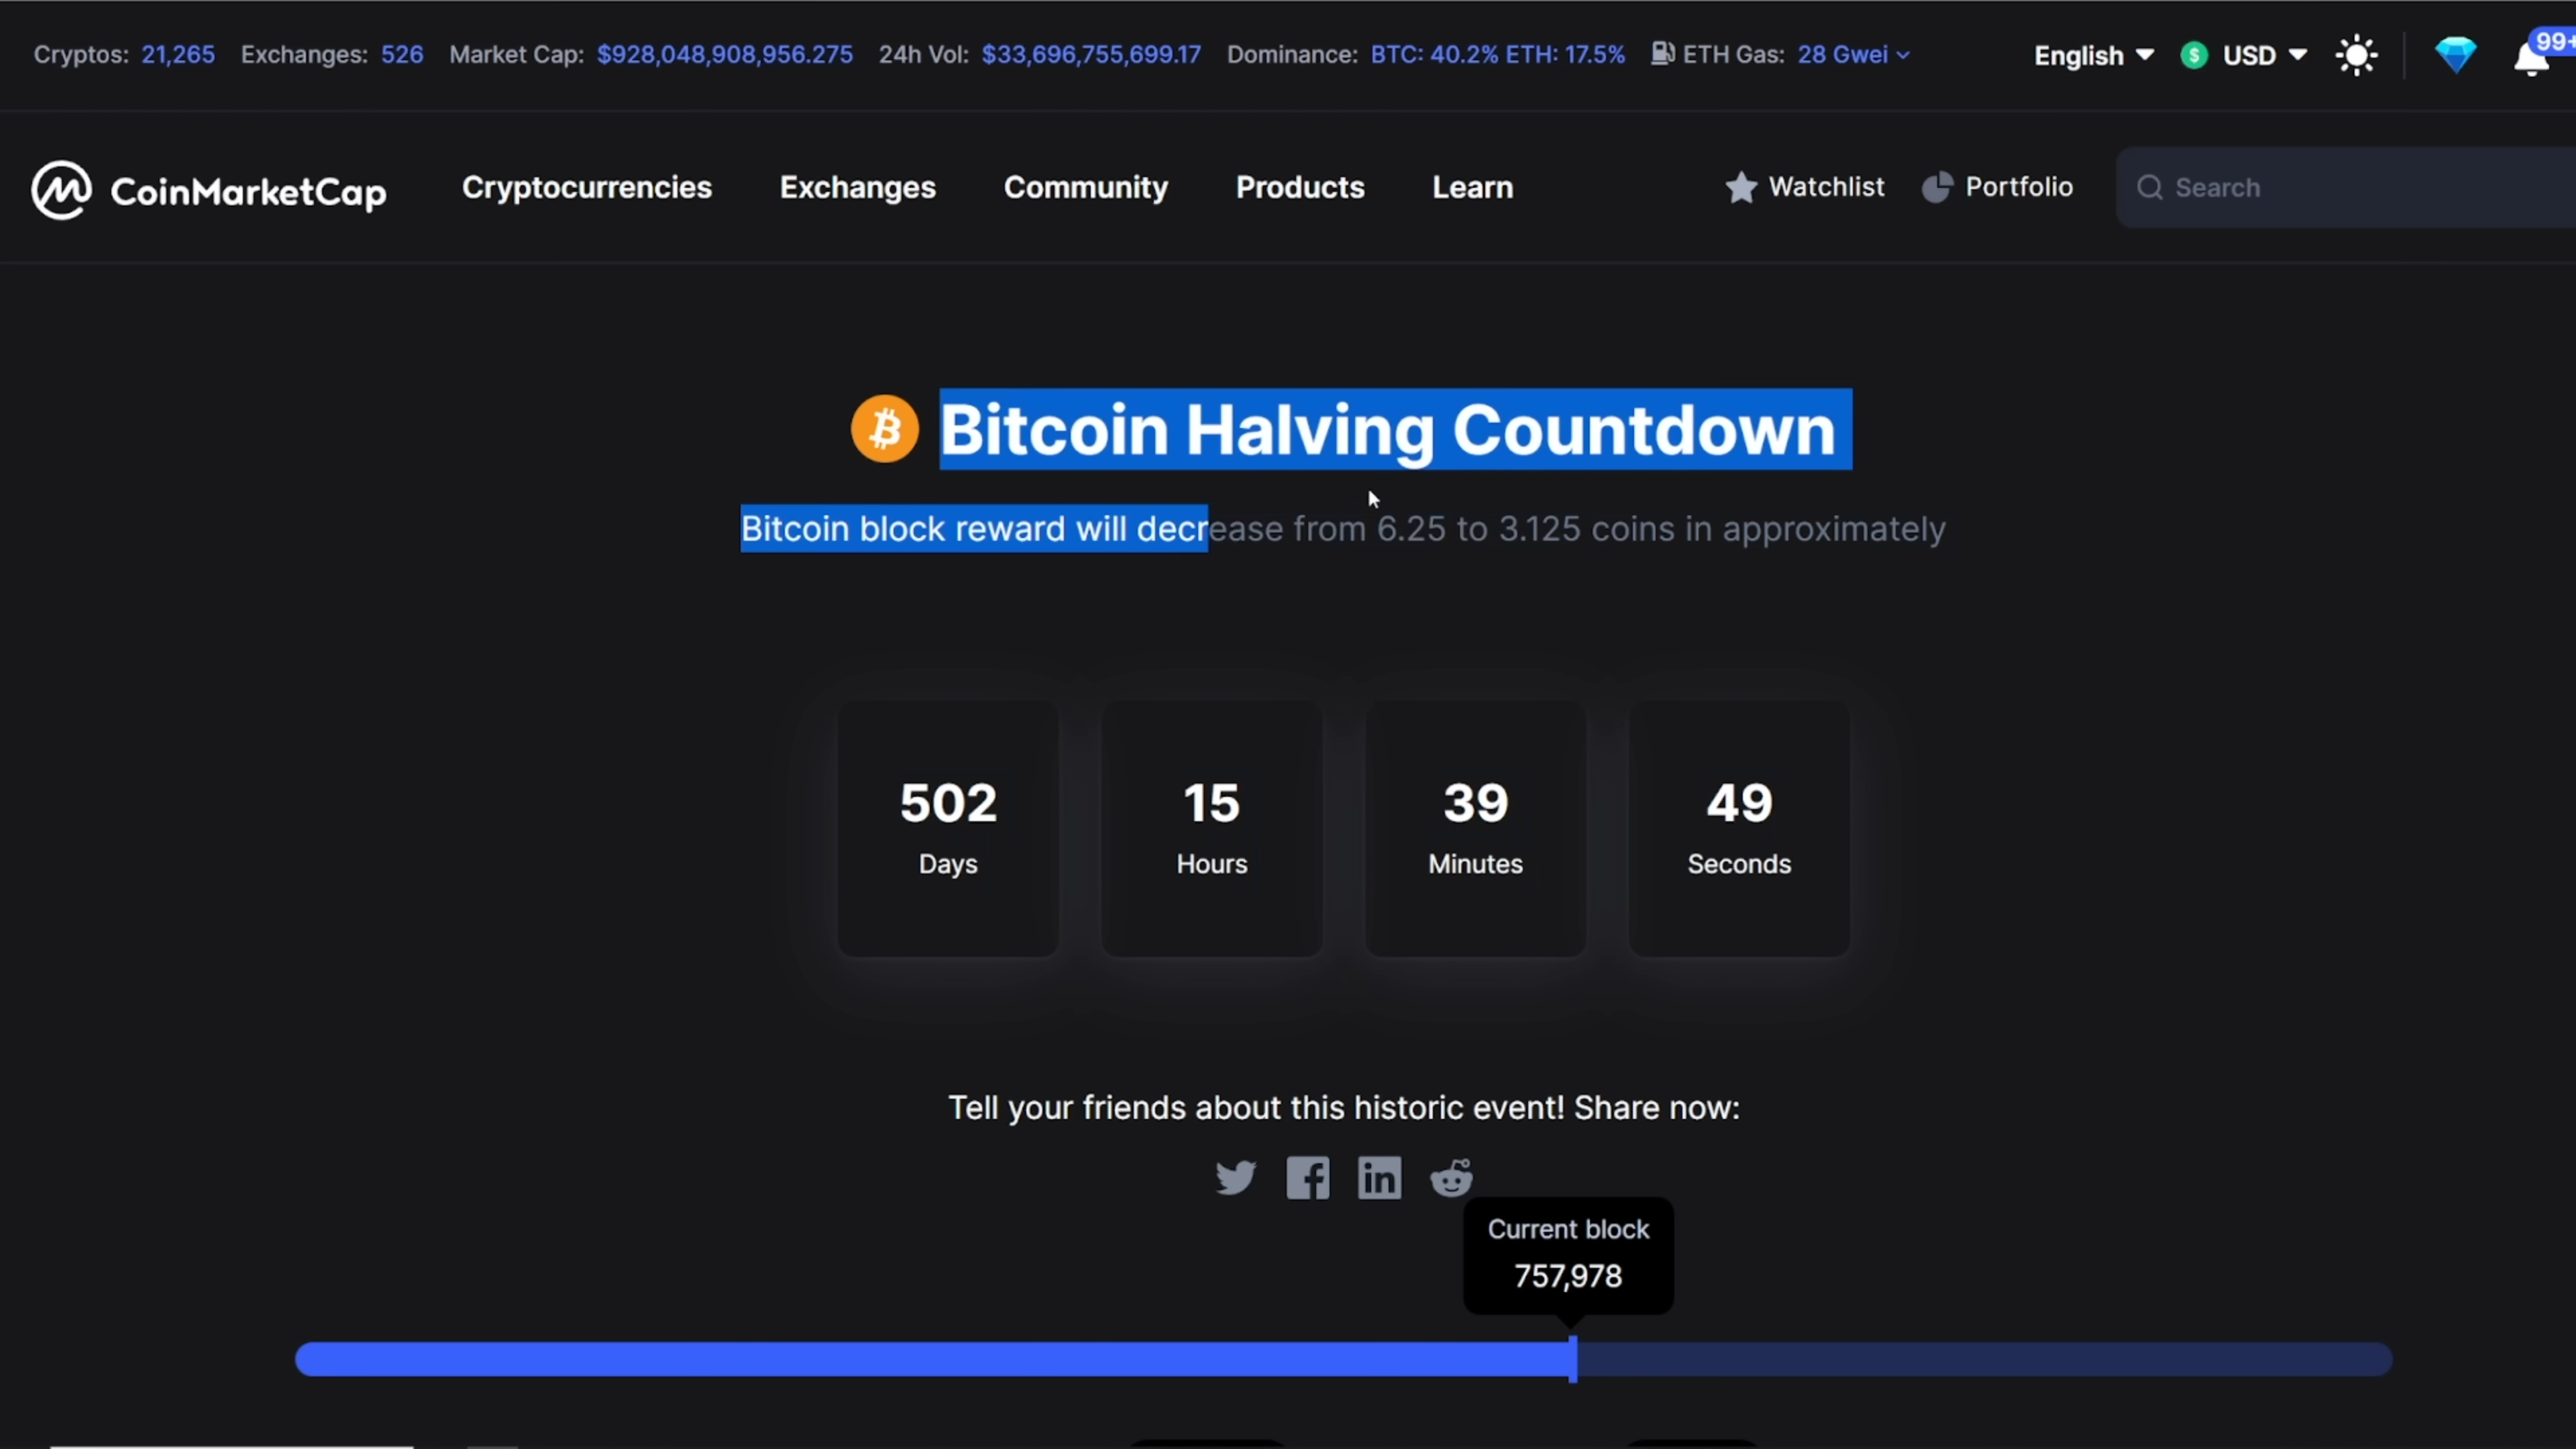 Cryptos: 21,265 Exchanges: 526 Market Cap: $928,048,908,956.275 24h Vol: $33,696,755,699.17 Dominance: BTC: 40.2% ETH: 17.5% ETH Gas: 28 Gwei English USD 99+
CoinMarketCap Cryptocurrencies Exchanges Community Products Learn Watchlist Portfolio Search
Bitcoin Halving Countdown
Bitcoin block reward will decrease from 6.25 to 3.125 coins in approximately
502 15 39 49
Days Hours Minutes Seconds
Tell your friends about this historic event! Share now:
Current block
757,978